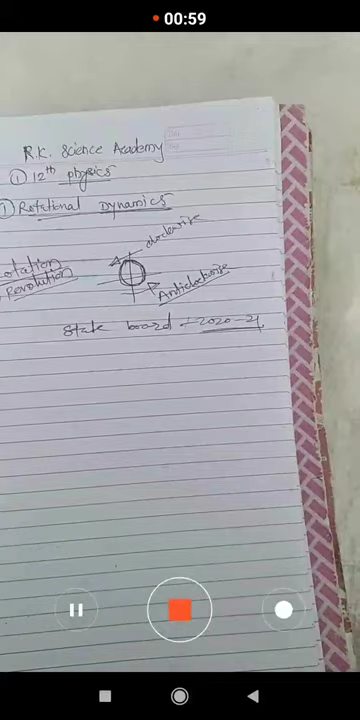 00:59
R.K. Science Academy
① 12th physics
① Rotational Dynamics
clockwise
Rotation
Revolution
Anticlockwise
State board - 2020-21